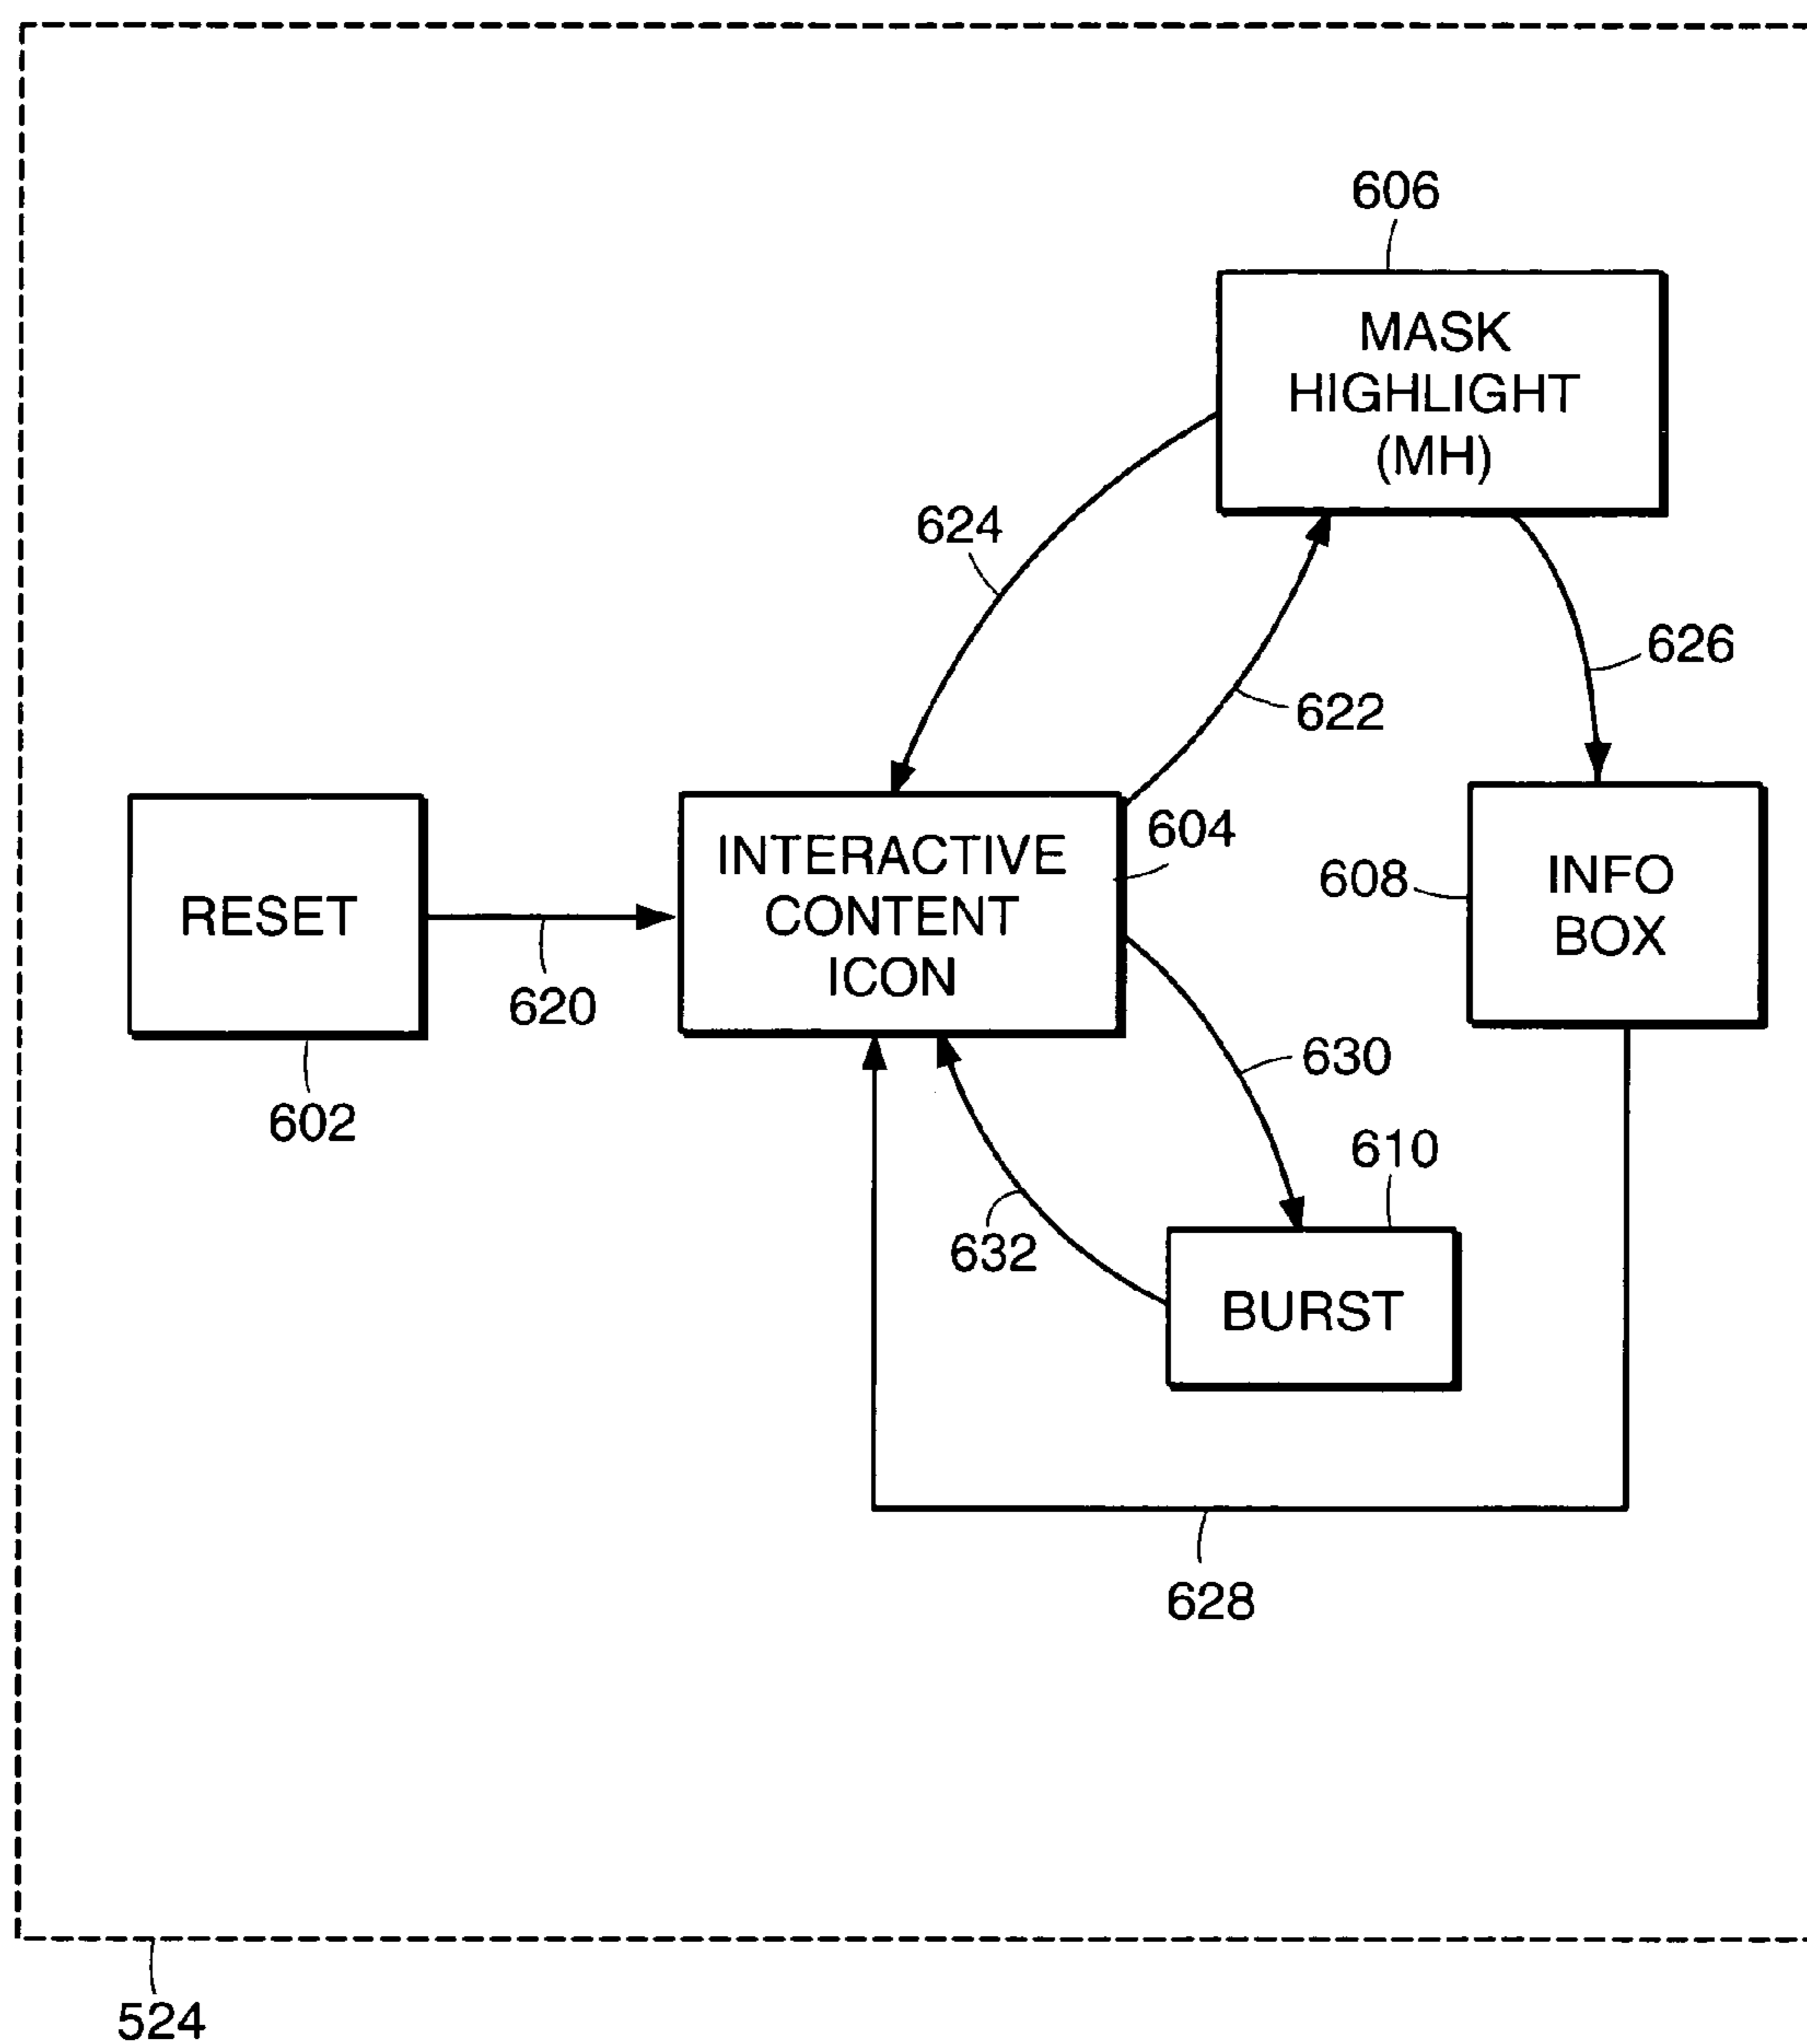 606
MASK
HIGHLIGHT
(MH)
624
626
622
604
INTERACTIVE
CONTENT
ICON
608
INFO
BOX
RESET
620
630
602
610
632
BURST
628
524